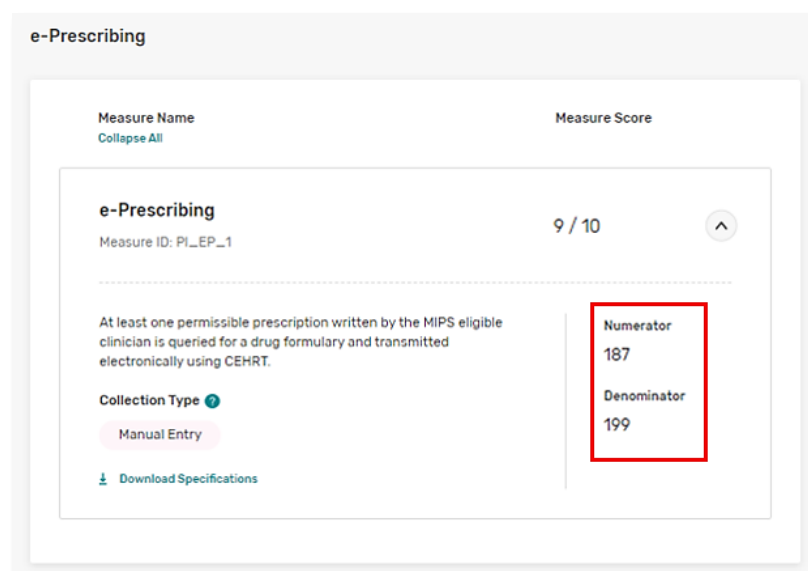 e-Prescribing
Measure Name
Measure Score
Collapse All
e-Prescribing
9 / 10
Measure ID: PI_EP_1
At least one permissible prescription written by the MIPS eligible
clinician is queried for a drug formulary and transmitted
electronically using CEHRT.
Collection Type ?
Manual Entry
Download Specifications
Numerator
187
Denominator
199